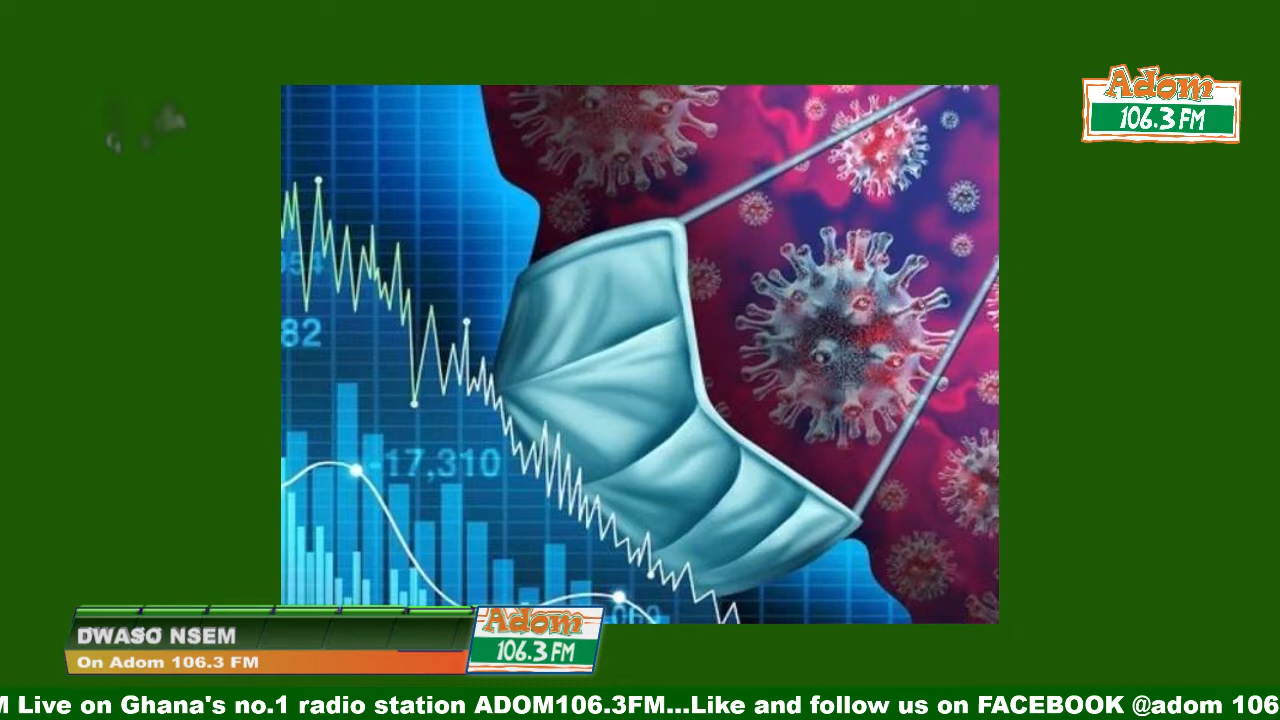 Adom
106.3 FM
82
-17,310
DWASO NSEM
On Adom 106.3 FM
Adom
106.3 FM
M Live on Ghana's no.1 radio station ADOM106.3FM...Like and follow us on FACEBOOK @adom 106